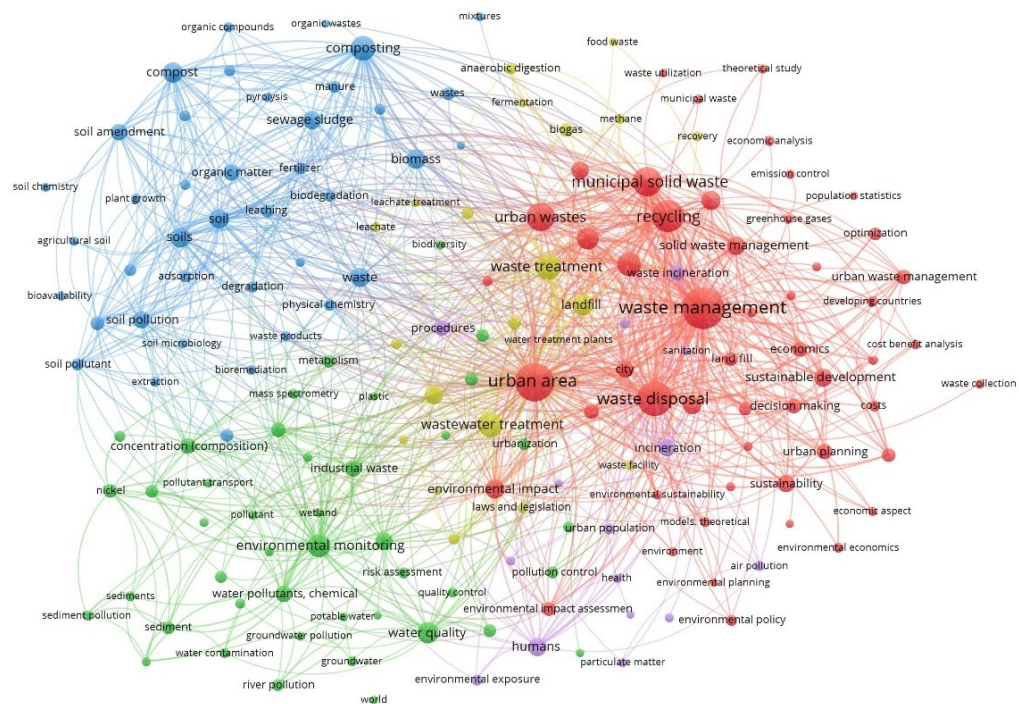 mixtures
organic wastes
organic compounds
food waste
composting
theoretical study
anaerobic digestion
compost
waste utilization
manure
wastes
pyrolysis
municipal waste
fermentation
sewage sludge
methane
biogas
soil amendment
recovery
economic analysis
biomass
fertilizer
organic matter
emission control
municipal solid waste
soil chemistry
plant growth
biodegradation
population statistics
leachate treatment
leaching
urban wastes
recycling
greenhouse gases
soil
leachate
optimization
soils
agricultural soil
biodiversity
solid waste management
waste treatment
waste incineration
adsorption
waste
urban waste management
degradation
bioavailability
physical chemistry
landfill
waste management
developing countries
soil pollution
procedures
waste products
water treatment plants
soil microbiology
cost benefit analysis
sanitation
economics
metabolism
land fill
soil pollutant
bioremediation
city
sustainable development
extraction
urban area
waste collection
mass spectrometry
plastic
waste disposal
decision making
costs
wastewater treatment
concentration (composition)
urbanization
incineration
urban planning
waste facility
industrial waste
pollutant transport
sustainability
nickel
environmental impact
environmental sustainability
laws and legislation
economic aspect
pollutant
wetland
models, theoretical
urban population
environmental monitoring
environmental economics
environment
air pollution
risk assessment
pollution control
health
environmental planning
quality control
water pollutants, chemical
sediments
environmental impact assessmen
sediment pollution
potable water
environmental policy
sediment
groundwater pollution
water quality
humans
water contamination
groundwater
particulate matter
environmental exposure
river pollution
world